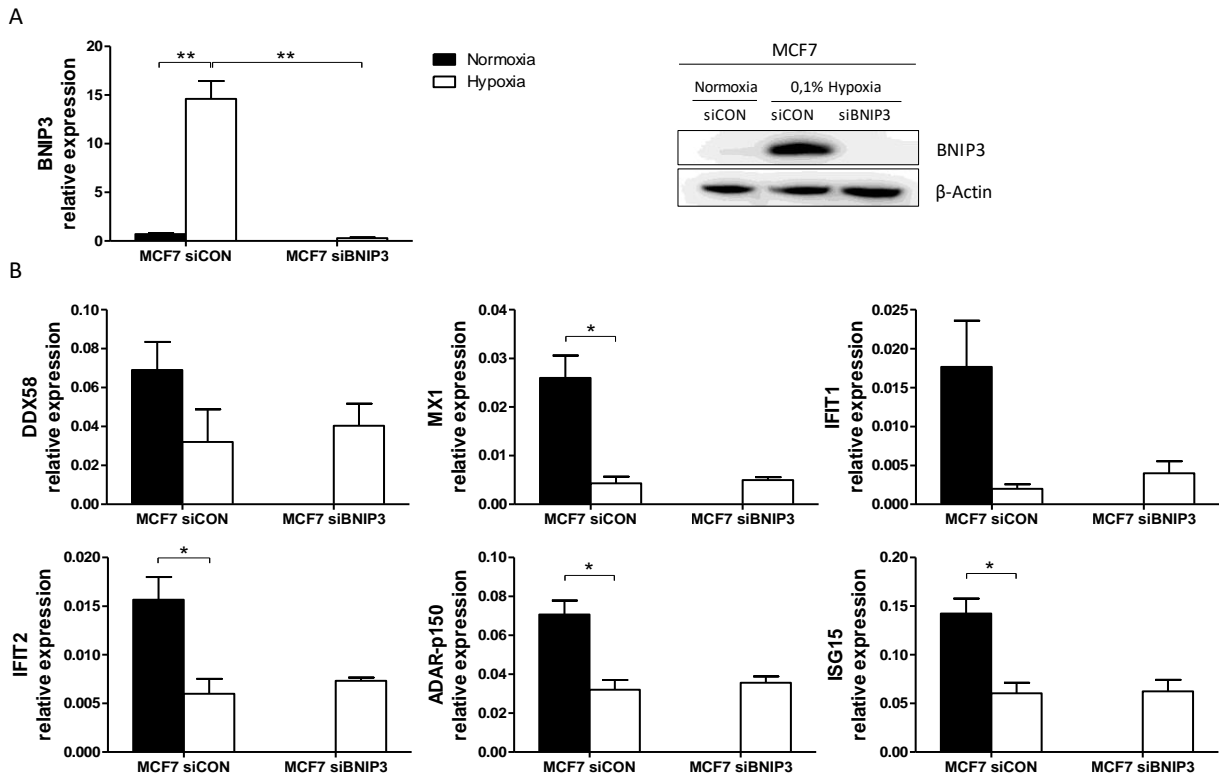 A
BNIP3
relative expression
20
15
10
5
0
**
**
MCF7 siCON
MCF7 siBNIP3
Normoxia
Hypoxia
MCF7
Normoxia
0,1% Hypoxia
siCON
siCON
siBNIP3
BNIP3
β-Actin
B
DDX58
relative expression
0.10
0.08
0.06
0.04
0.02
0.00
MCF7 siCON
MCF7 siBNIP3
MX1
relative expression
0.04
0.03
0.02
0.01
0.00
*
MCF7 siCON
MCF7 siBNIP3
IFIT1
relative expression
0.025
0.020
0.015
0.010
0.005
0.000
MCF7 siCON
MCF7 siBNIP3
IFIT2
relative expression
0.020
0.015
0.010
0.005
0.000
*
MCF7 siCON
MCF7 siBNIP3
ADAR-p150
relative expression
0.10
0.08
0.06
0.04
0.02
0.00
*
MCF7 siCON
MCF7 siBNIP3
ISG15
relative expression
0.20
0.15
0.10
0.05
0.00
*
MCF7 siCON
MCF7 siBNIP3